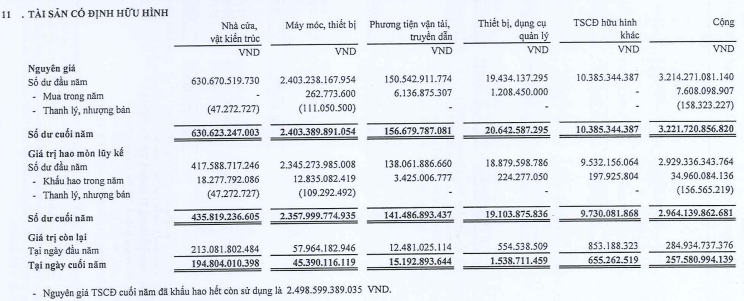 11 . TÀI SẢN CỐ ĐỊNH HỮU HÌNH
Nhà cửa, vật kiến trúc Máy móc, thiết bị Phương tiện vận tải, truyền dẫn Thiết bị, dụng cụ quản lý TSCĐ hữu hình khác Cộng
VND VND VND VND VND VND
Nguyên giá
Số dư đầu năm 630.670.519.730 2.403.238.167.954 150.542.911.774 19.434.137.295 10.385.344.387 3.214.271.081.140
- Mua trong năm - 262.773.600 6.136.875.307 1.208.450.000 - 7.608.098.907
- Thanh lý, nhượng bán (47.272.727) (111.050.500) - - - (158.323.227)
Số dư cuối năm 630.623.247.003 2.403.389.891.054 156.679.787.081 20.642.587.295 10.385.344.387 3.221.720.856.820
Giá trị hao mòn lũy kế
Số dư đầu năm 417.588.717.246 2.345.273.985.008 138.061.886.660 18.879.598.786 9.532.156.064 2.929.336.343.764
- Khấu hao trong năm 18.277.792.086 12.835.082.419 3.425.006.777 224.277.050 197.925.804 34.960.084.136
- Thanh lý, nhượng bán (47.272.727) (109.292.492) - - - (156.565.219)
Số dư cuối năm 435.819.236.605 2.357.999.774.935 141.486.893.437 19.103.875.836 9.730.081.868 2.964.139.862.681
Giá trị còn lại
Tại ngày đầu năm 213.081.802.484 57.964.182.946 12.481.025.114 554.538.509 853.188.323 284.934.737.376
Tại ngày cuối năm 194.804.010.398 45.390.116.119 15.192.893.644 1.538.711.459 655.262.519 257.580.994.139
- Nguyên giá TSCĐ cuối năm đã khấu hao hết còn sử dụng là 2.498.599.389.035 VND.